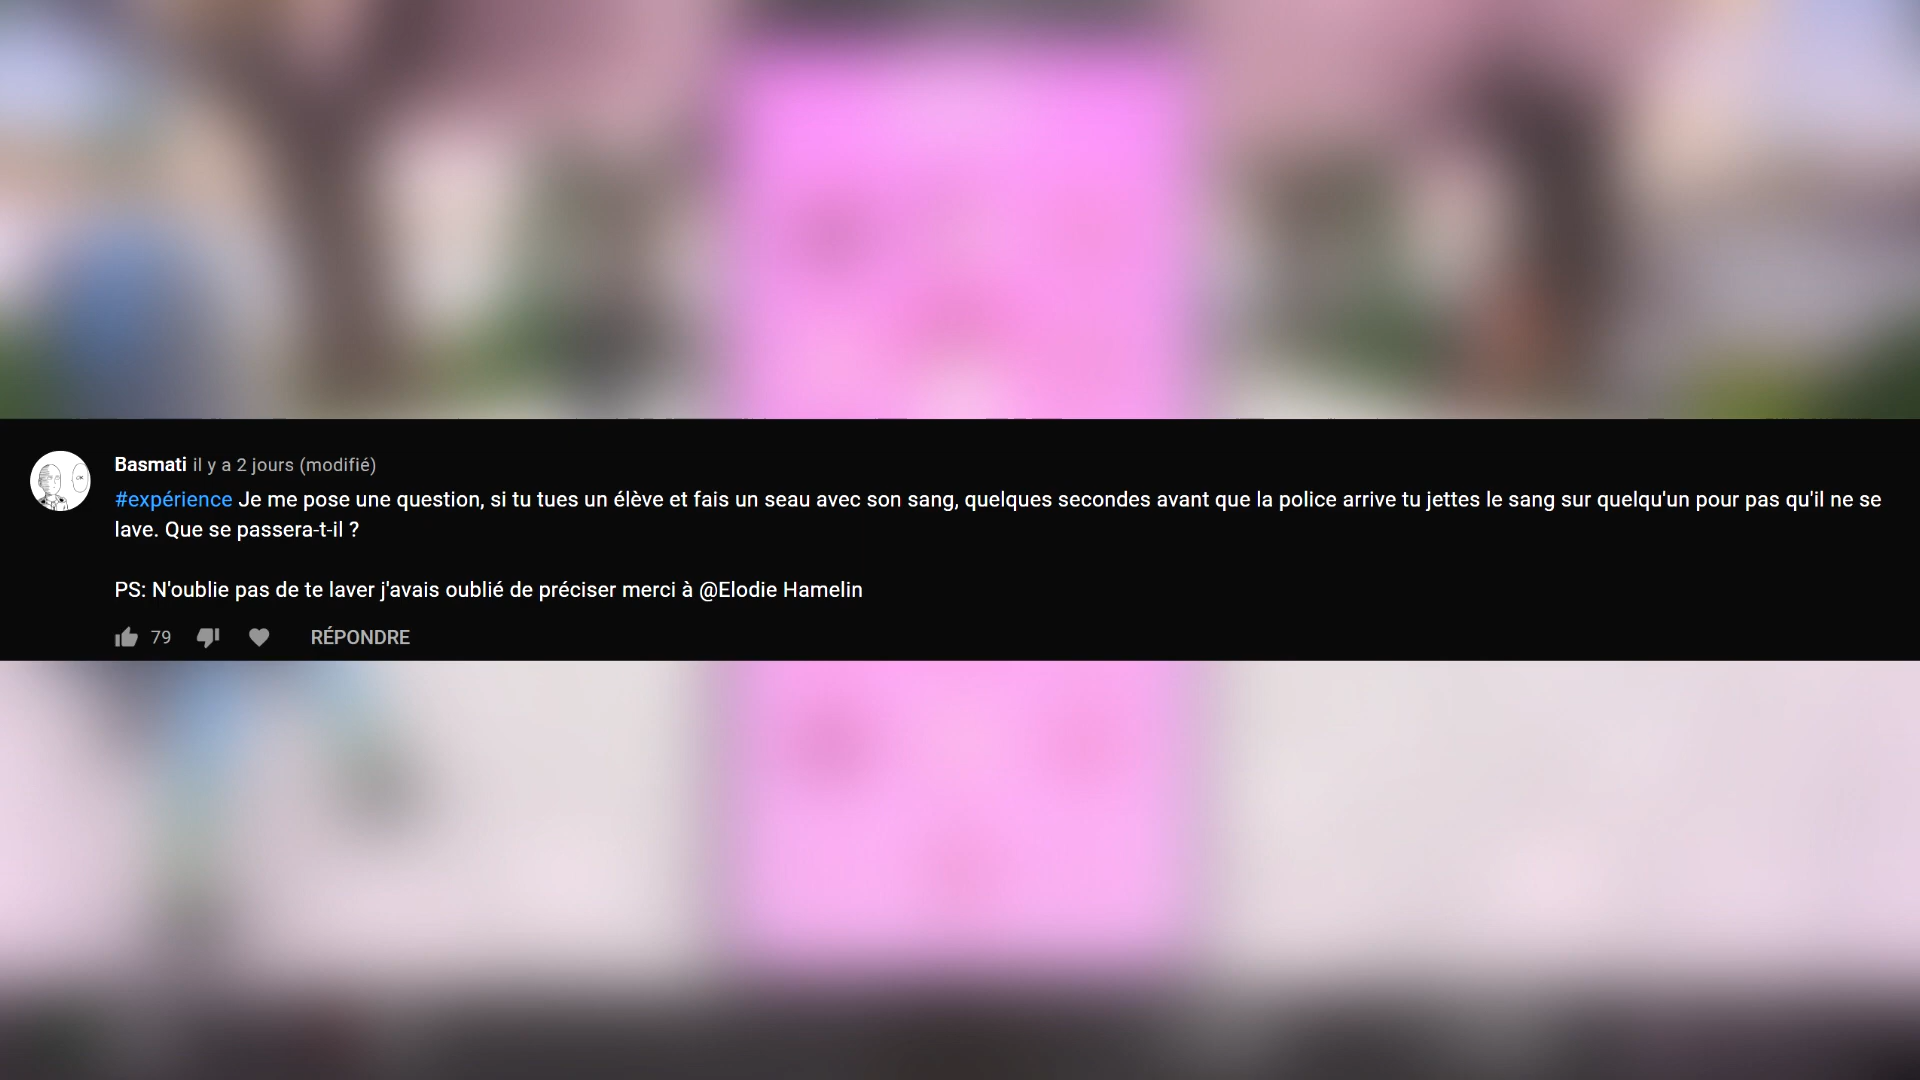 Basmati il y a 2 jours (modifié)
#expérience Je me pose une question, si tu tues un élève et fais un seau avec son sang, quelques secondes avant que la police arrive tu jettes le sang sur quelqu'un pour pas qu'il ne se
lave. Que se passera-t-il ?
PS: N'oublie pas de te laver j'avais oublié de préciser merci à @Elodie Hamelin
79 RÉPONDRE